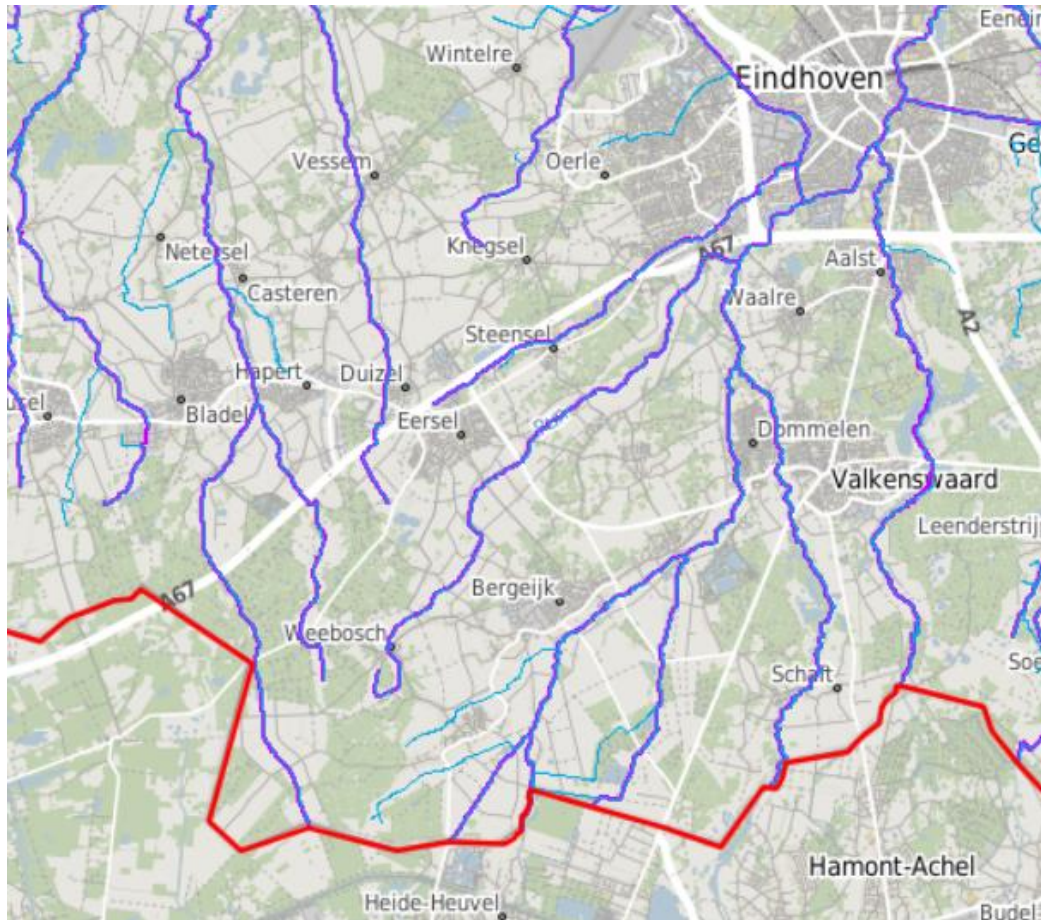 Eenein
Wintelre
Eindhoven
Vessem
Oerle
Ge
Netersel
Knegsel
A67
Aalst
Casteren
Waalre
A2
Steensel
Hapert
Duizel
Bladel
Eersel
Dommelen
Valkenswaard
Leenderstrij
Bergeijk
A67
Weebosch
Schaft
Soe
Hamont-Achel
Heide-Heuvel
Budel-